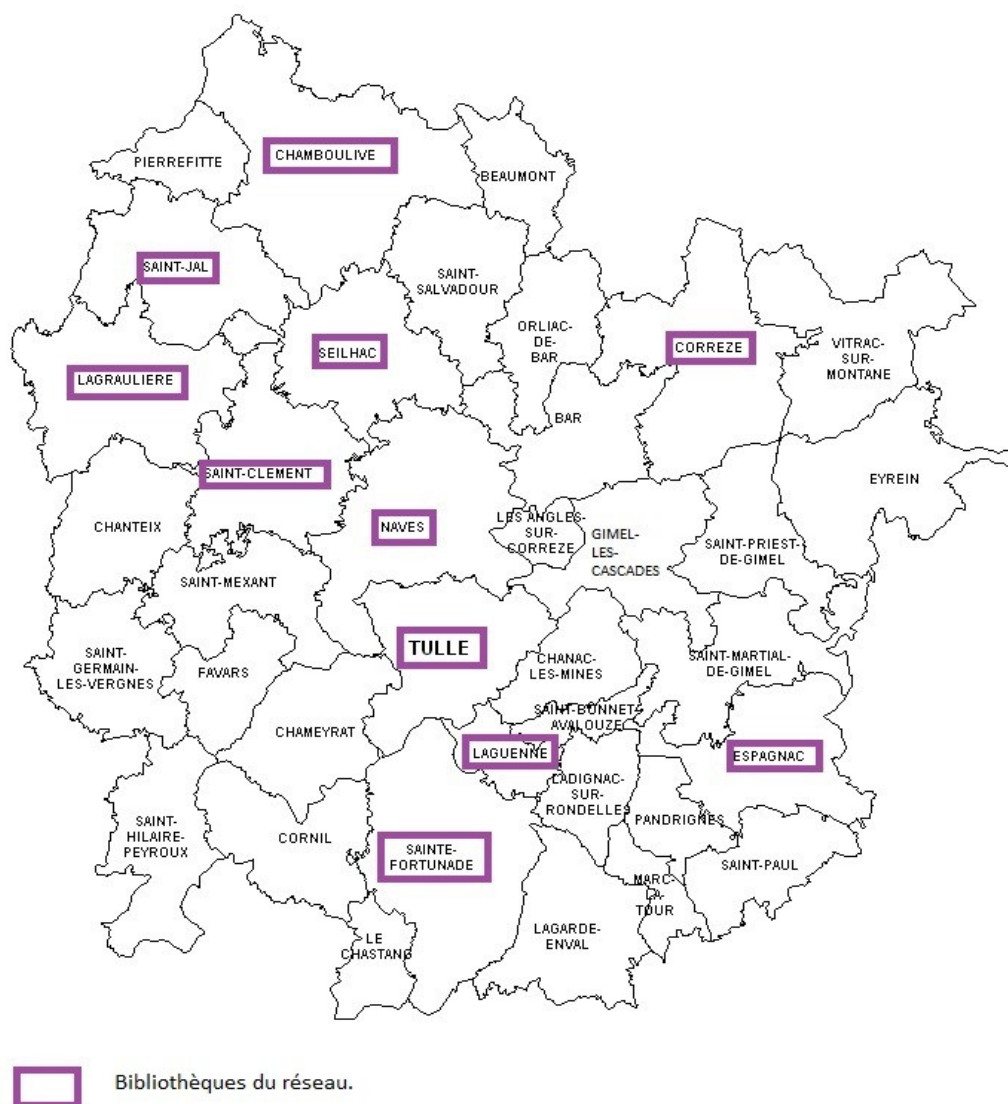 CHAMBOULIVE
PIERREFITTE
BEAUMONT
SAINT-JAL
SAINT-
SALVADOUR
ORLIAC-
DE-
BAR
SEILHAC
CORREZE
VITRAC-
SUR-
MONTANE
LAGRAULIERE
BAR
SAINT-CLEMENT
EYREIN
CHANTEIX
NAVES
LES ANGLES-
SUR-
CORREZE
GIMEL-
LES-
CASCADES
SAINT-PRIEST-
DE-GIMEL
SAINT-MEXANT
TULLE
SAINT-
GERMAIN-
LES-VERGNES
FAVARS
CHANAC-
LES-MINES
SAINT-MARTIAL-
DE-GIMEL
SAINT-BONNET-
AVALOUZE
CHAMEYRAT
LAGUENNE
ESPAGNAC
LADIGNAC-
SUR-
RONDELLES
PANDRIGNES
SAINT-
HILAIRE-
PEYROUX
CORNIL
SAINTE-
FORTUNADE
SAINT-PAUL
MARC-
LA-
TOUR
LE
CHASTANG
LAGARDE-
ENVAL
Bibliothèques du réseau.